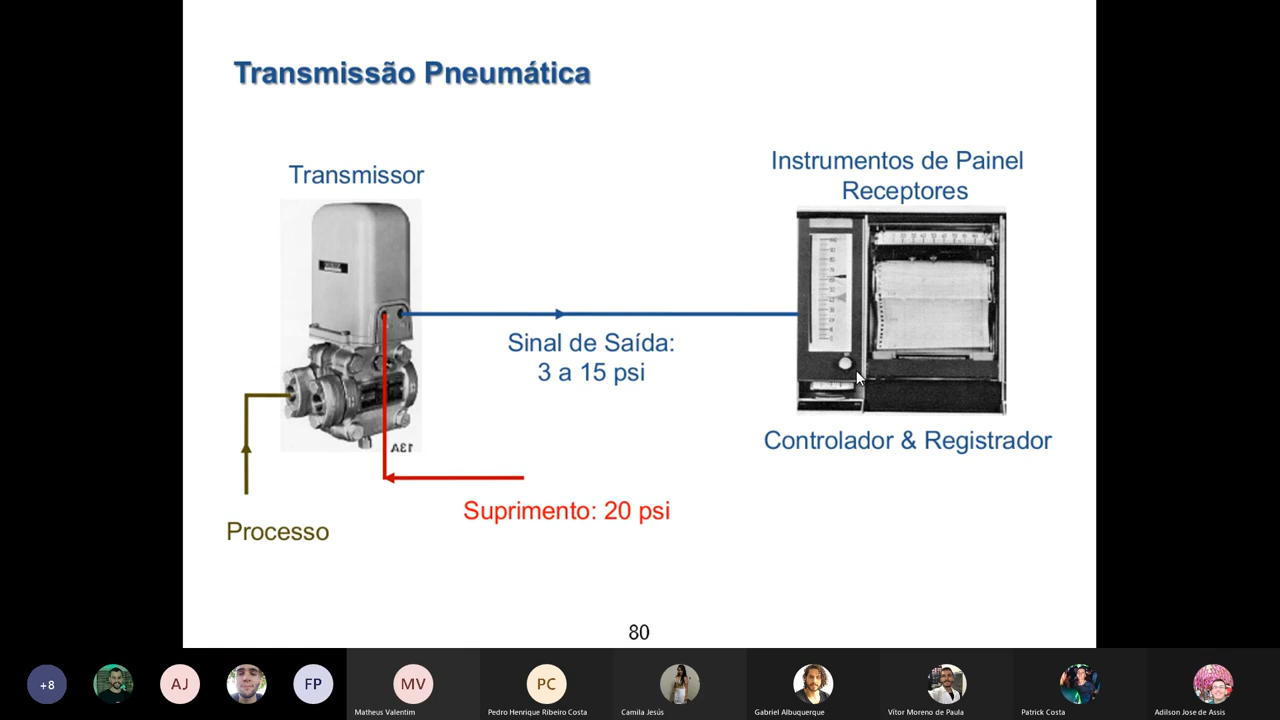 Transmissão Pneumática
Transmissor
Instrumentos de Painel
Receptores
Sinal de Saída:
3 a 15 psi
13A
Controlador & Registrador
Suprimento: 20 psi
Processo
80
+8
AJ
FP
MV
PC
Matheus Valentim
Pedro Henrique Ribeiro Costa
Camila Jesús
Gabriel Albuquerque
Vítor Moreno de Paula
Patrick Costa
Adilson Jose de Assis